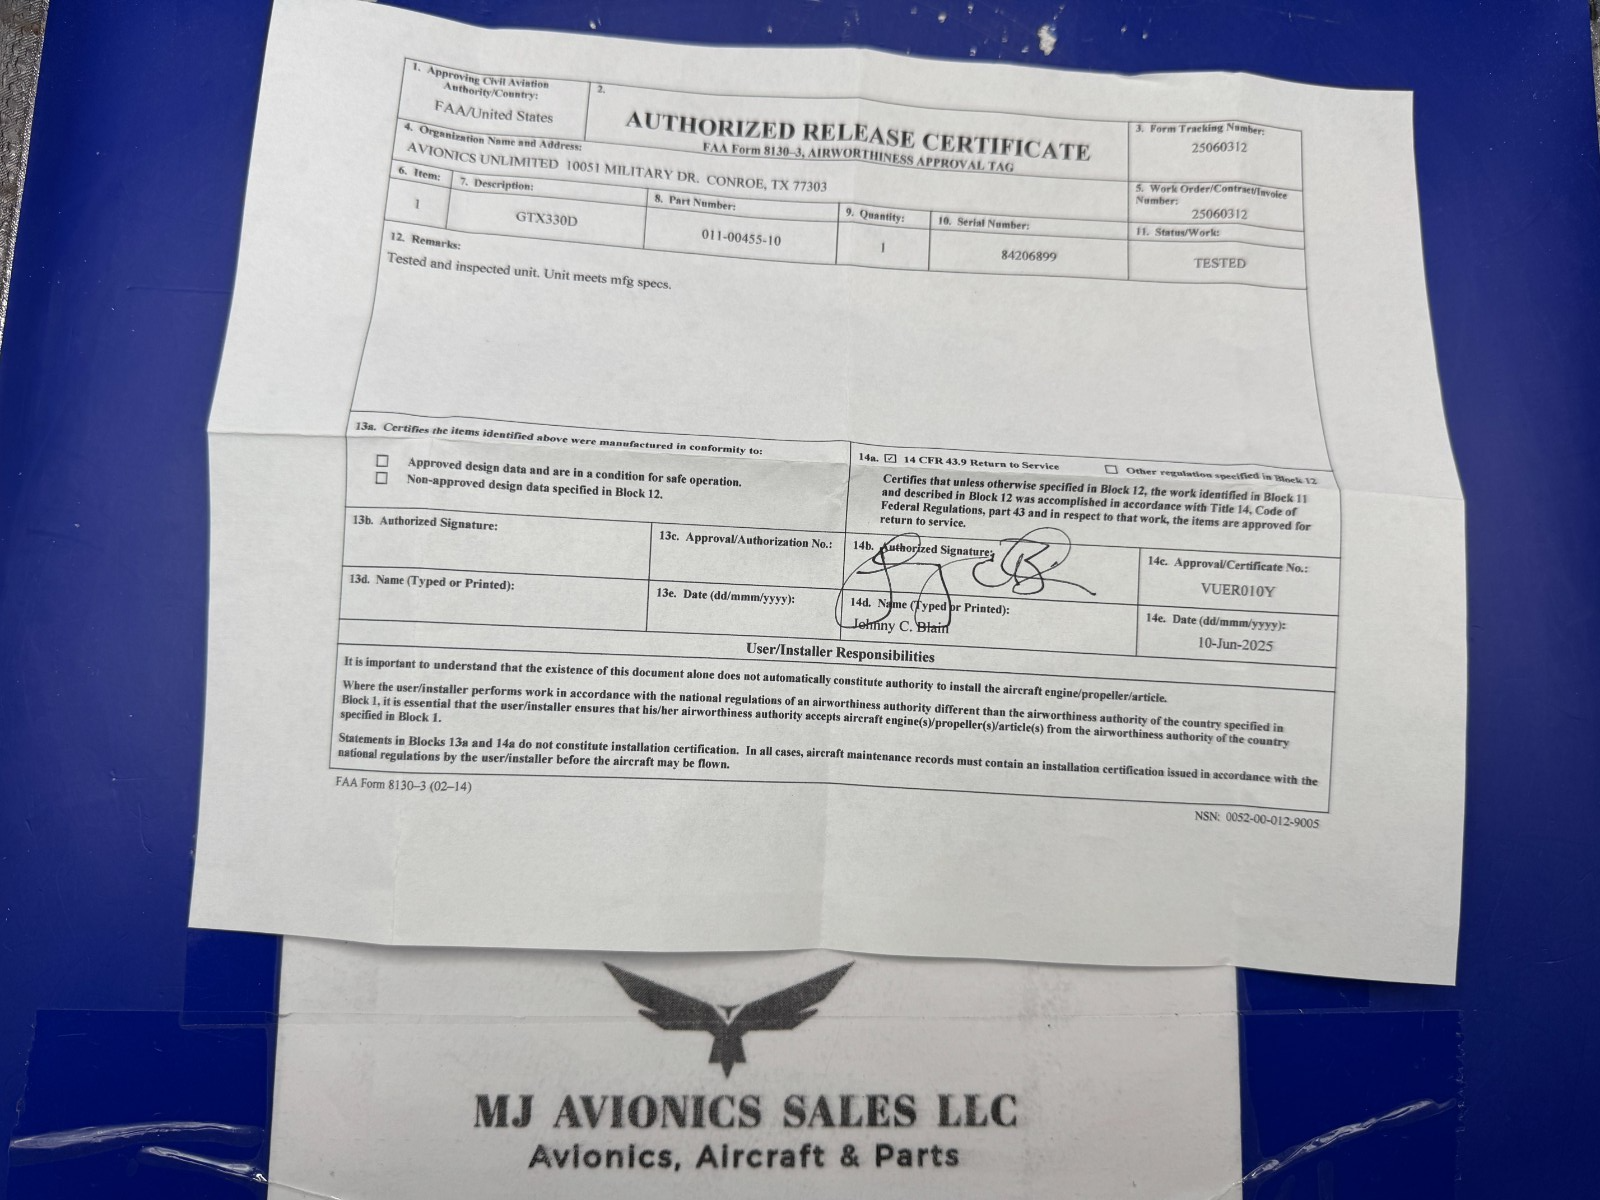 1. Approving Civil Aviation
Authority/Country:
FAA/United States
2.
AUTHORIZED RELEASE CERTIFICATE
FAA Form 8130–3, AIRWORTHINESS APPROVAL TAG
3. Form Tracking Number:
25060312
4. Organization Name and Address:
AVIONICS UNLIMITED 10051 MILITARY DR. CONROE, TX 77303
5. Work Order/Contract/Invoice
Number:
25060312
6. Item:
1
7. Description:
GTX330D
8. Part Number:
011-00455-10
9. Quantity:
1
10. Serial Number:
84206899
11. Status/Work:
TESTED
12. Remarks:
Tested and inspected unit. Unit meets mfg specs.
13a. Certifies the items identified above were manufactured in conformity to:
Approved design data and are in a condition for safe operation.
Non-approved design data specified in Block 12.
14a. 14 CFR 43.9 Return to Service
Other regulation specified in Block 12
Certifies that unless otherwise specified in Block 12, the work identified in Block 11
and described in Block 12 was accomplished in accordance with Title 14, Code of
Federal Regulations, part 43 and in respect to that work, the items are approved for
return to service.
13b. Authorized Signature:
13c. Approval/Authorization No.:
14b. Authorized Signature:
14c. Approval/Certificate No.:
VUER010Y
13d. Name (Typed or Printed):
13e. Date (dd/mmm/yyyy):
14d. Name (Typed or Printed):
Johnny C. Blain
14e. Date (dd/mmm/yyyy):
10-Jun-2025
User/Installer Responsibilities
It is important to understand that the existence of this document alone does not automatically constitute authority to install the aircraft engine/propeller/article.
Where the user/installer performs work in accordance with the national regulations of an airworthiness authority different than the airworthiness authority of the country specified in
Block 1, it is essential that the user/installer ensures that his/her airworthiness authority accepts aircraft engine(s)/propeller(s)/article(s) from the airworthiness authority of the country
specified in Block 1.
Statements in Blocks 13a and 14a do not constitute installation certification. In all cases, aircraft maintenance records must contain an installation certification issued in accordance with the
national regulations by the user/installer before the aircraft may be flown.
FAA Form 8130–3 (02–14)
NSN: 0052-00-012-9005
MJ AVIONICS SALES LLC
Avionics, Aircraft & Parts